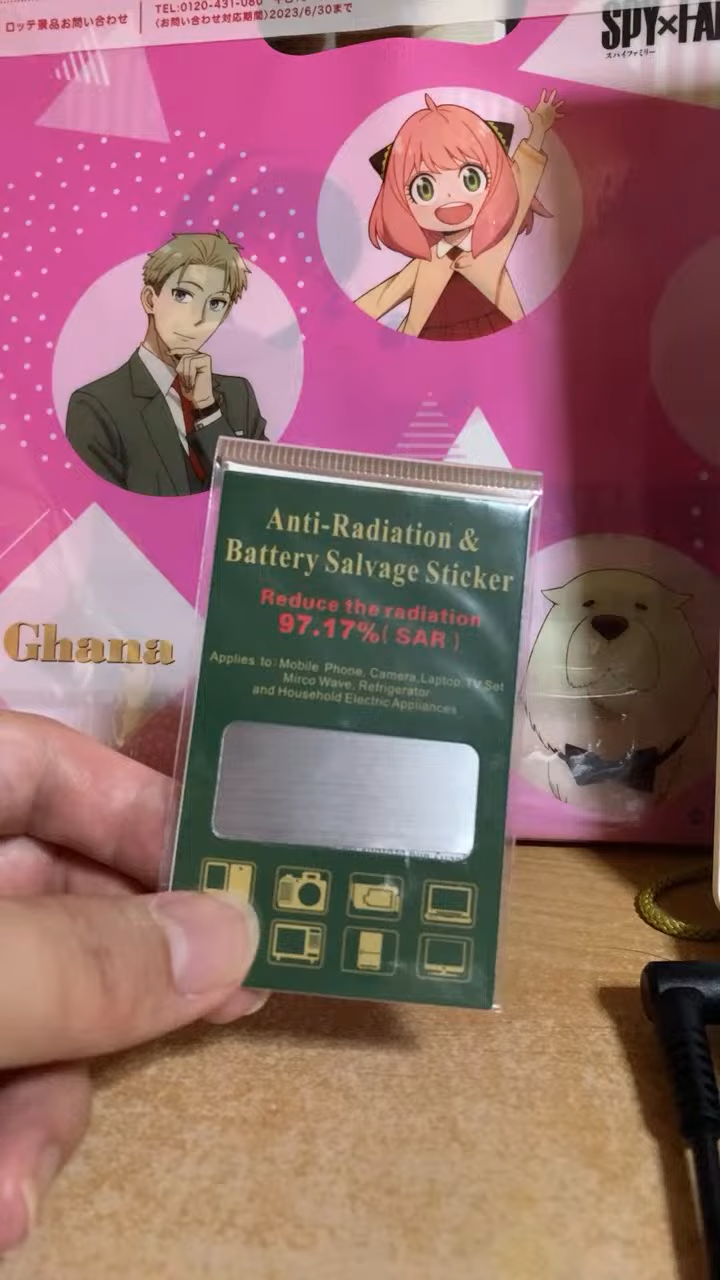 TEL:0120-431-080
ロッテ景品お問い合わせ
(お問い合わせ対応期間)2023/6/30まで
SPY×FA
スパイファミリー
Anti-Radiation &
Battery Salvage Sticker
Reduce the radiation
97.17%( SAR )
Applies to:Mobile Phone, Camera,Laptop,TV Set
Mirco Wave, Refrigerator
and Household Electric Appliances
Ghana